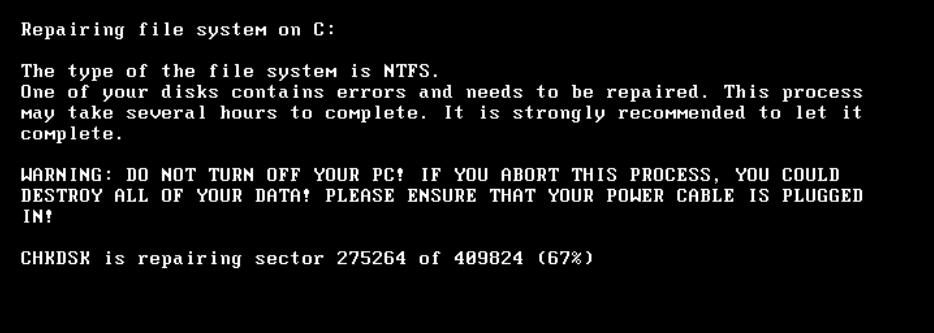 Repairing file system on C:
The type of the file system is NTFS.
One of your disks contains errors and needs to be repaired. This process
may take several hours to complete. It is strongly recommended to let it
complete.
WARNING: DO NOT TURN OFF YOUR PC! IF YOU ABORT THIS PROCESS, YOU COULD
DESTROY ALL OF YOUR DATA! PLEASE ENSURE THAT YOUR POWER CABLE IS PLUGGED
IN!
CHKDSK is repairing sector 275264 of 409824 (67%)